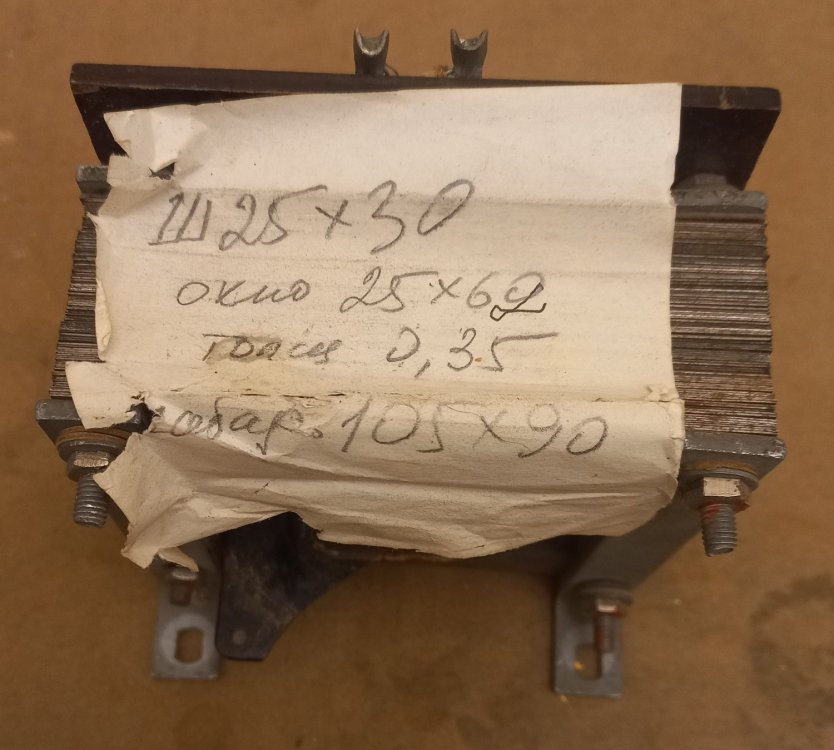 Ш25×30
окно 25×62
толщ 0,35
габар. 105×90